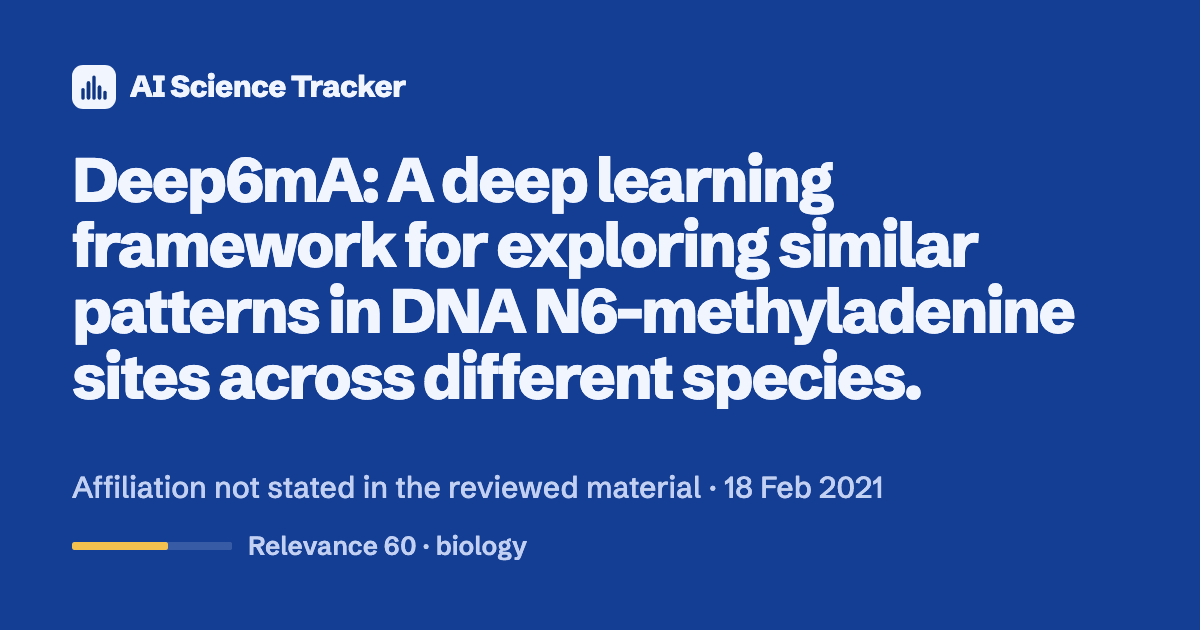 AI Science Tracker
Deep6mA: A deep learning
framework for exploring similar
patterns in DNA N6-methyladenine
sites across different species.
Affiliation not stated in the reviewed material · 18 Feb 2021
Relevance 60 · biology